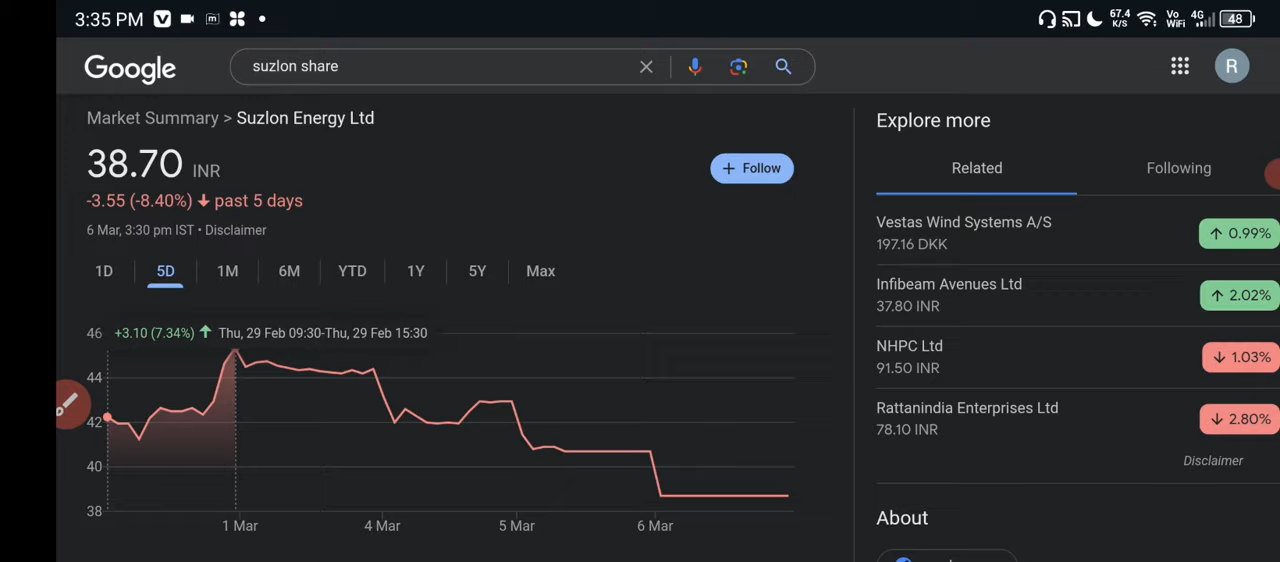 3:35 PM
67.4 K/S
Vo WiFi
4G
48
Google
suzlon share
R
Market Summary > Suzlon Energy Ltd
38.70 INR
+ Follow
-3.55 (-8.40%) ↓ past 5 days
6 Mar, 3:30 pm IST • Disclaimer
1D 5D 1M 6M YTD 1Y 5Y Max
+3.10 (7.34%) ↑ Thu, 29 Feb 09:30-Thu, 29 Feb 15:30
46
44
42
40
38
1 Mar 4 Mar 5 Mar 6 Mar
Explore more
Related Following
Vestas Wind Systems A/S
197.16 DKK
↑ 0.99%
Infibeam Avenues Ltd
37.80 INR
↑ 2.02%
NHPC Ltd
91.50 INR
↓ 1.03%
Rattanindia Enterprises Ltd
78.10 INR
↓ 2.80%
Disclaimer
About